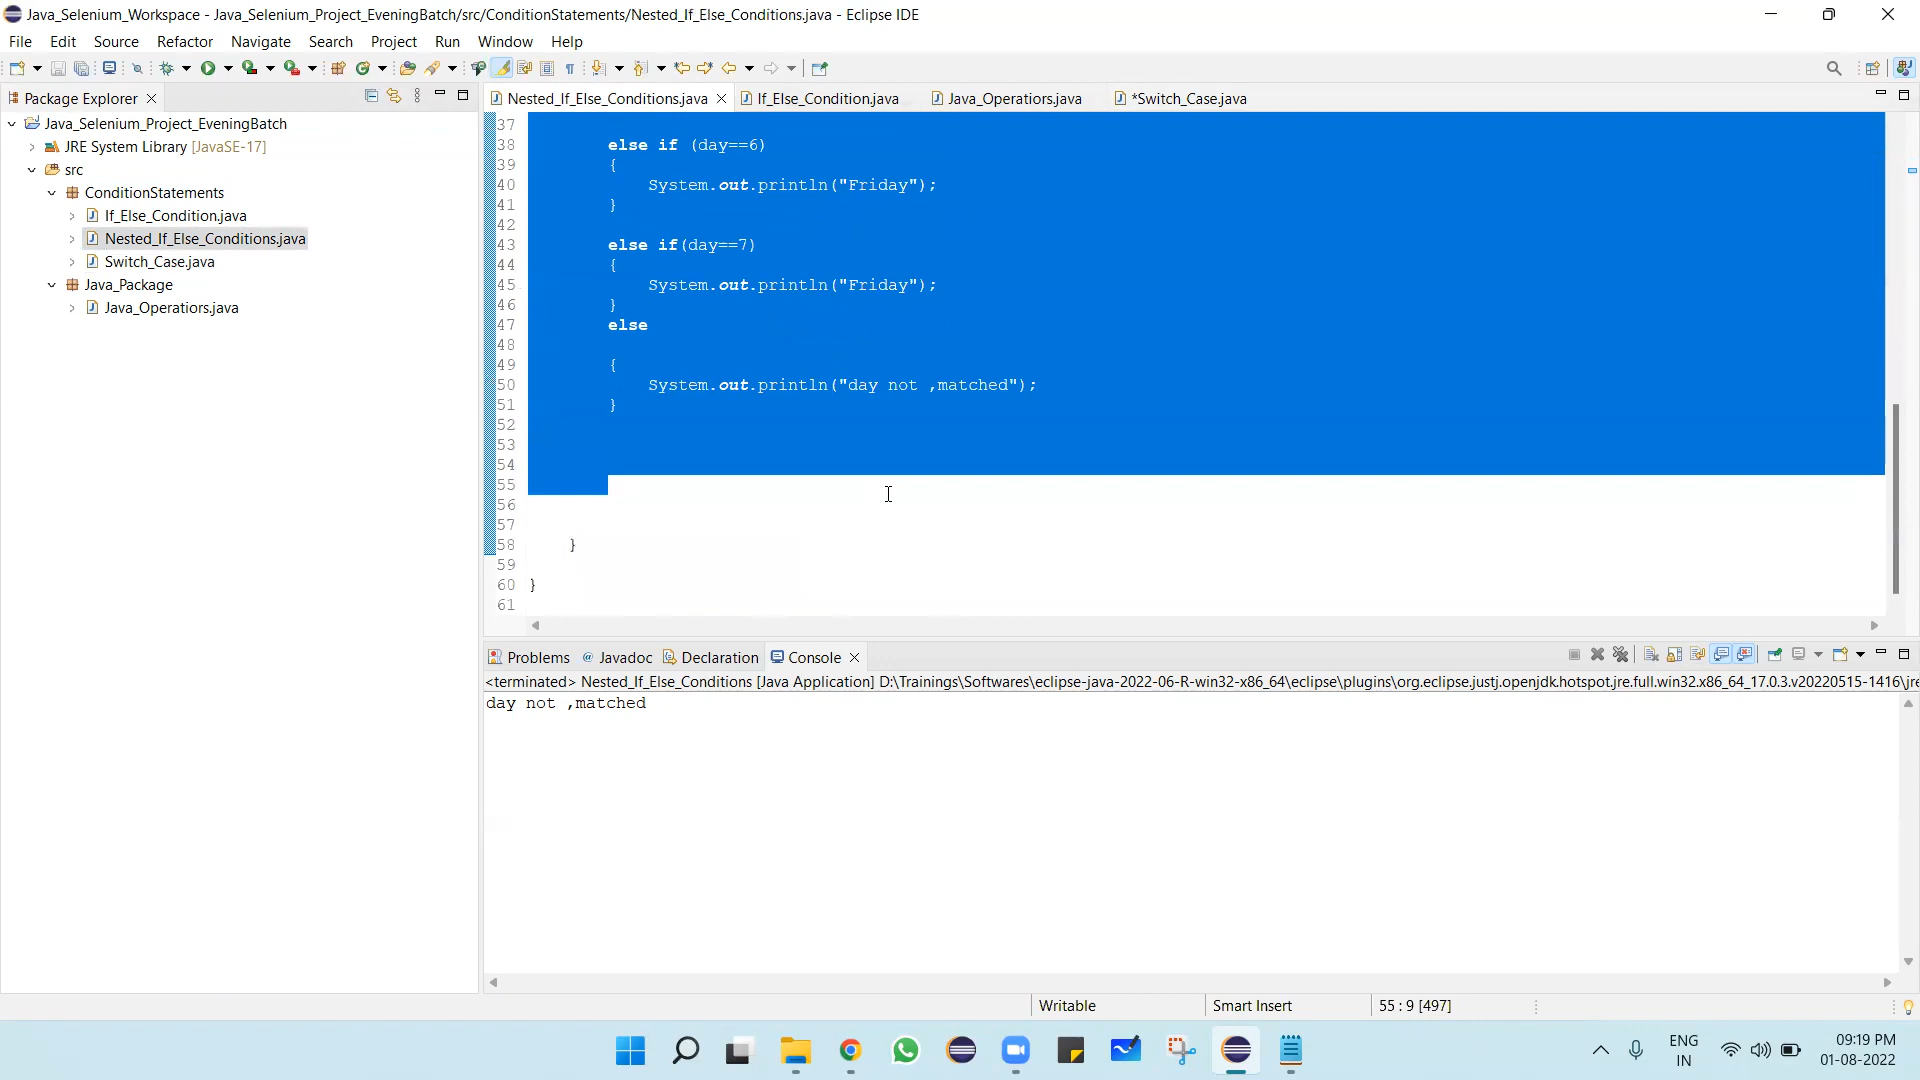 Java_Selenium_Workspace - Java_Selenium_Project_EveningBatch/src/ConditionStatements/Nested_If_Else_Conditions.java - Eclipse IDE
File Edit Source Refactor Navigate Search Project Run Window Help
Package Explorer
Java_Selenium_Project_EveningBatch
JRE System Library [JavaSE-17]
src
ConditionStatements
If_Else_Condition.java
Nested_If_Else_Conditions.java
Switch_Case.java
Java_Package
Java_Operatiors.java
Nested_If_Else_Conditions.java If_Else_Condition.java Java_Operatiors.java *Switch_Case.java
37
38 else if (day==6)
39 {
40 System.out.println("Friday");
41 }
42
43 else if(day==7)
44 {
45 System.out.println("Friday");
46 }
47 else
48
49 {
50 System.out.println("day not ,matched");
51 }
52
53
54
55
56
57
58 }
59
60 }
61
Problems Javadoc Declaration Console
<terminated> Nested_If_Else_Conditions [Java Application] D:\Trainings\Softwares\eclipse-java-2022-06-R-win32-x86_64\eclipse\plugins\org.eclipse.justj.openjdk.hotspot.jre.full.win32.x86_64_17.0.3.v20220515-1416\jre
day not ,matched
Writable Smart Insert 55 : 9 [497]
ENG
IN
09:19 PM
01-08-2022